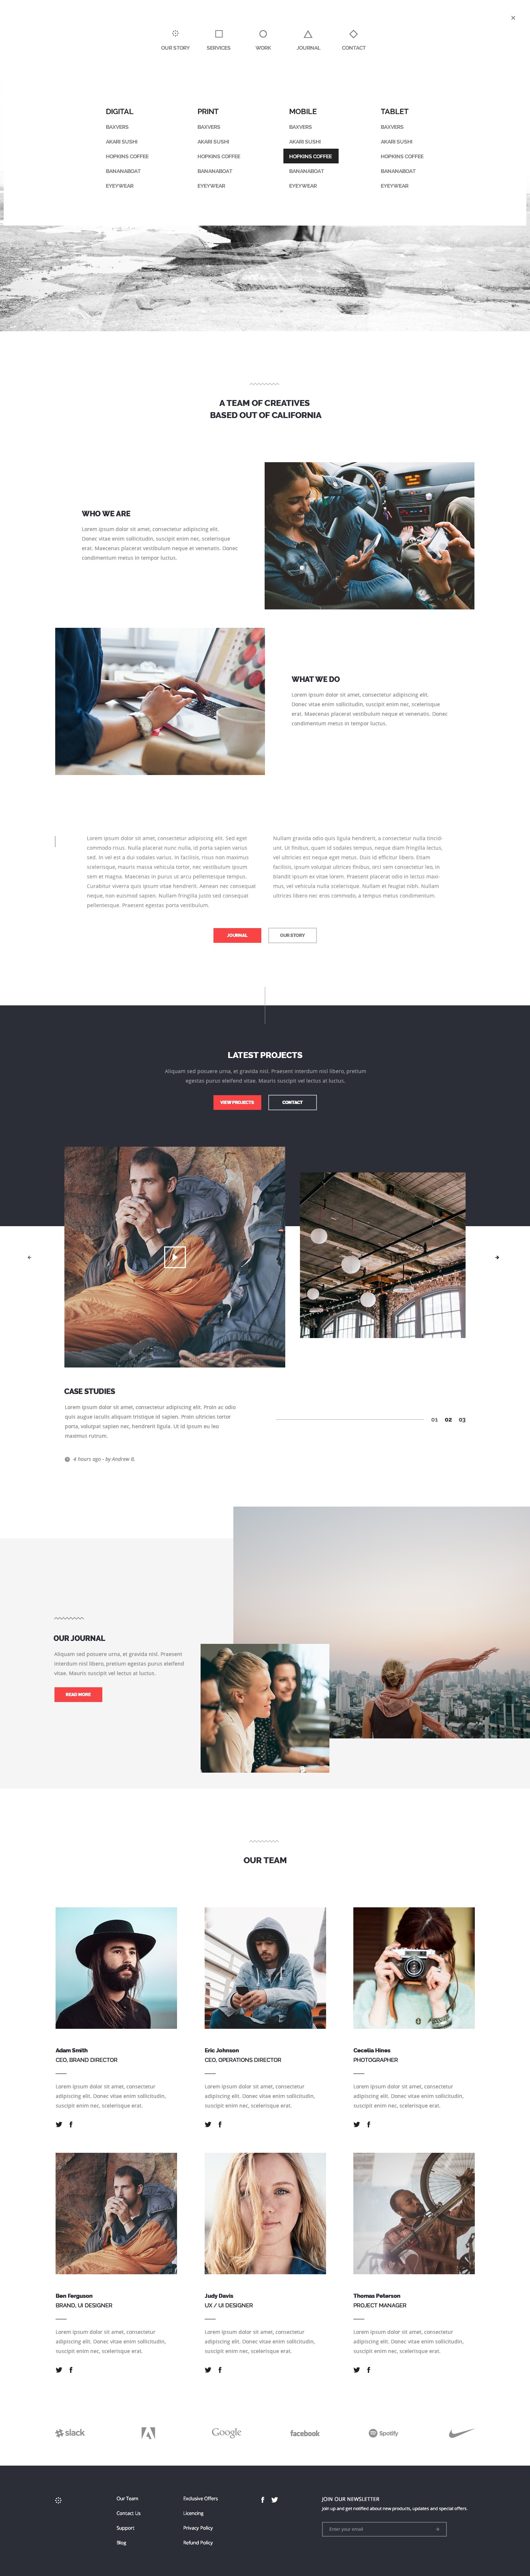 OUR STORY SERVICES WORK JOURNAL CONTACT
DIGITAL
BAXVERS
AKARI SUSHI
HOPKINS COFFEE
BANANABOAT
EYEYWEAR
PRINT
BAXVERS
AKARI SUSHI
HOPKINS COFFEE
BANANABOAT
EYEYWEAR
MOBILE
BAXVERS
AKARI SUSHI
HOPKINS COFFEE
BANANABOAT
EYEYWEAR
TABLET
BAXVERS
AKARI SUSHI
HOPKINS COFFEE
BANANABOAT
EYEYWEAR
A TEAM OF CREATIVES
BASED OUT OF CALIFORNIA
WHO WE ARE
Lorem ipsum dolor sit amet, consectetur adipiscing elit.
Donec vitae enim sollicitudin, suscipit enim nec, scelerisque
erat. Maecenas placerat vestibulum neque et venenatis. Donec
condimentum metus in tempor luctus.
WHAT WE DO
Lorem ipsum dolor sit amet, consectetur adipiscing elit.
Donec vitae enim sollicitudin, suscipit enim nec, scelerisque
erat. Maecenas placerat vestibulum neque et venenatis. Donec
condimentum metus in tempor luctus.
Lorem ipsum dolor sit amet, consectetur adipiscing elit. Sed eget
commodo risus. Nulla placerat nunc nulla, id porta sapien varius
sed. In vel est a dui sodales varius. In facilisis, risus non maximus
scelerisque, mauris massa vehicula tortor, nec vestibulum ipsum
sem et magna. Maecenas in purus ut arcu pellentesque tempus.
Curabitur viverra quis ipsum vitae hendrerit. Aenean nec consequat
neque, non euismod sapien. Nullam fringilla justo sed consequat
pellentesque. Praesent egestas porta vestibulum.
Nullam gravida odio quis ligula hendrerit, a consectetur nulla tincid-
unt. Ut finibus, quam id sodales tempus, neque diam fringilla lectus,
vel ultricies est neque eget metus. Duis id efficitur libero. Etiam
facilisis, ipsum volutpat ultrices finibus, orci sem consectetur leo, in
blandit ipsum ex vitae lorem. Praesent placerat odio in lectus maxi-
mus, vel vehicula nulla scelerisque. Nullam et feugiat nibh. Nullam
ultrices libero nec eros commodo, a tempus metus condimentum.
JOURNAL OUR STORY
LATEST PROJECTS
Aliquam sed posuere urna, et gravida nisl. Praesent interdum nisl libero, pretium
egestas purus eleifend vitae. Mauris suscipit vel lectus at luctus.
VIEW PROJECTS CONTACT
CASE STUDIES
Lorem ipsum dolor sit amet, consectetur adipiscing elit. Proin ac odio
quis augue iaculis aliquam tristique id sapien. Proin ultricies tortor
porta, volutpat sapien nec, hendrerit ligula. Ut id ipsum eu leo
maximus rutrum.
4 hours ago - by Andrew B.
01 02 03
OUR JOURNAL
Aliquam sed posuere urna, et gravida nisl. Praesent
interdum nisl libero, pretium egestas purus eleifend
vitae. Mauris suscipit vel lectus at luctus.
READ MORE
OUR TEAM
Adam Smith
CEO, BRAND DIRECTOR
Lorem ipsum dolor sit amet, consectetur
adipiscing elit. Donec vitae enim sollicitudin,
suscipit enim nec, scelerisque erat.
Eric Johnson
CEO, OPERATIONS DIRECTOR
Lorem ipsum dolor sit amet, consectetur
adipiscing elit. Donec vitae enim sollicitudin,
suscipit enim nec, scelerisque erat.
Cecelia Hines
PHOTOGRAPHER
Lorem ipsum dolor sit amet, consectetur
adipiscing elit. Donec vitae enim sollicitudin,
suscipit enim nec, scelerisque erat.
Ben Ferguson
BRAND, UI DESIGNER
Lorem ipsum dolor sit amet, consectetur
adipiscing elit. Donec vitae enim sollicitudin,
suscipit enim nec, scelerisque erat.
Judy Davis
UX / UI DESIGNER
Lorem ipsum dolor sit amet, consectetur
adipiscing elit. Donec vitae enim sollicitudin,
suscipit enim nec, scelerisque erat.
Thomas Peterson
PROJECT MANAGER
Lorem ipsum dolor sit amet, consectetur
adipiscing elit. Donec vitae enim sollicitudin,
suscipit enim nec, scelerisque erat.
slack Google facebook Spotify
Our Team
Contact Us
Support
Blog
Exclusive Offers
Licencing
Privacy Policy
Refund Policy
JOIN OUR NEWSLETTER
Join up and get notified about new products, updates and special offers.
Enter your email